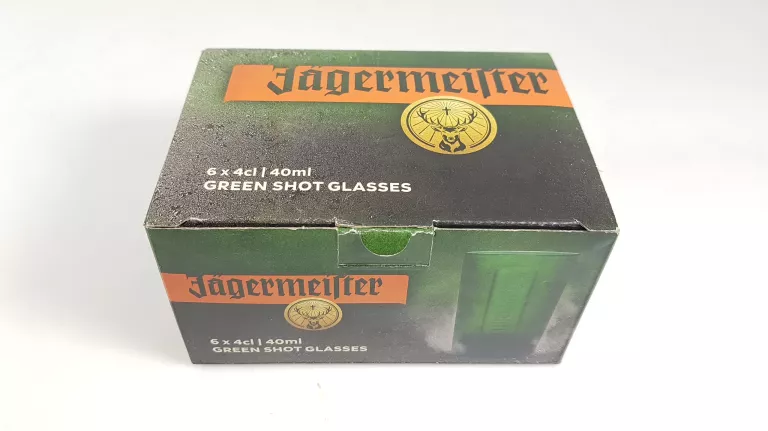 Jägermeiſter
6 x 4cl | 40ml
GREEN SHOT GLASSES
Jägermeiſter
6 x 4cl | 40ml
GREEN SHOT GLASSES